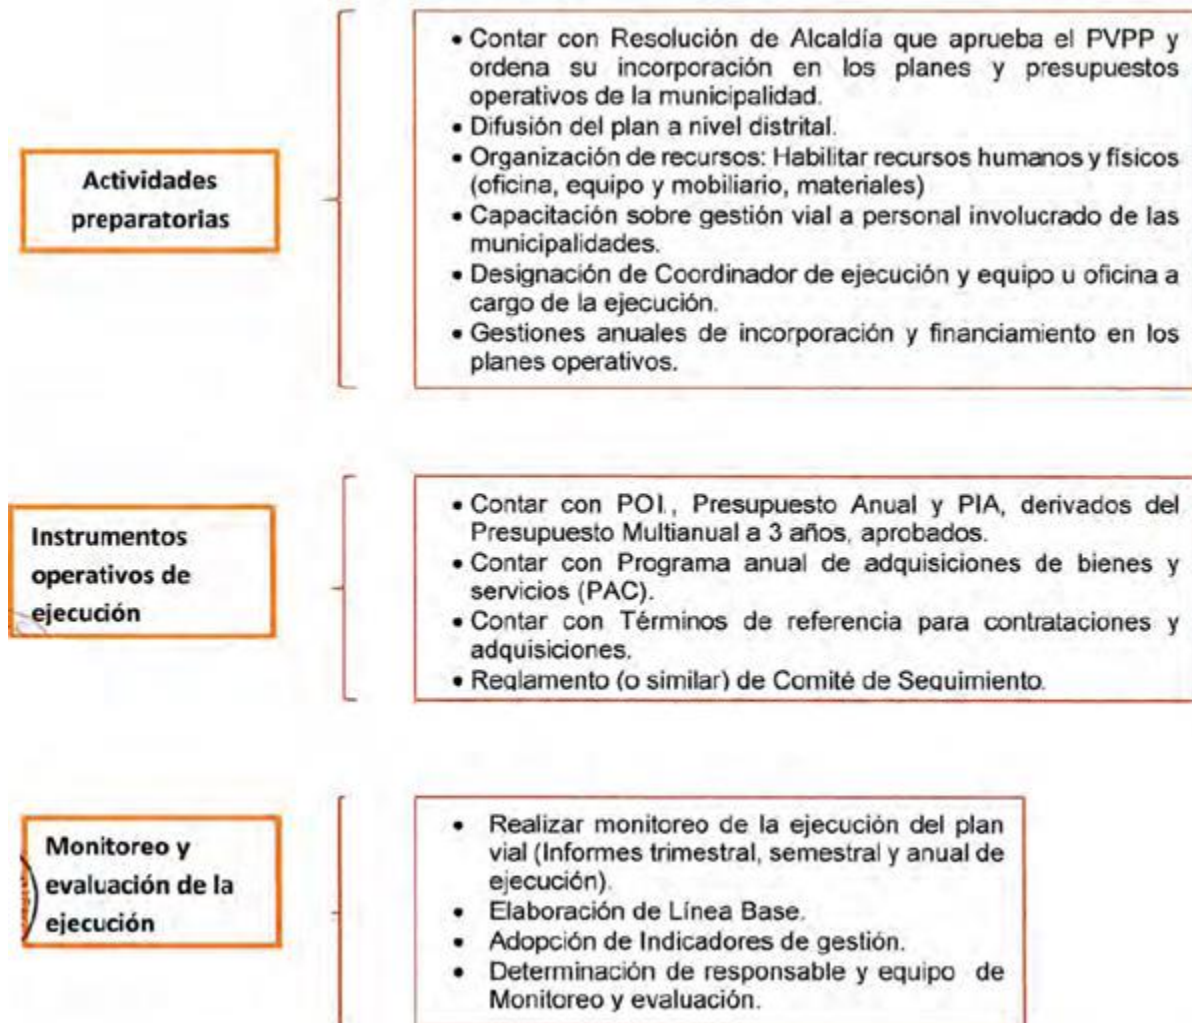 Actividades
preparatorias
• Contar con Resolución de Alcaldía que aprueba el PVPP y
ordena su incorporación en los planes y presupuestos
operativos de la municipalidad.
• Difusión del plan a nivel distrital.
• Organización de recursos: Habilitar recursos humanos y físicos
(oficina, equipo y mobiliario, materiales)
• Capacitación sobre gestión vial a personal involucrado de las
municipalidades.
• Designación de Coordinador de ejecución y equipo u oficina a
cargo de la ejecución.
• Gestiones anuales de incorporación y financiamiento en los
planes operativos.
Instrumentos
operativos de
ejecución
• Contar con POI., Presupuesto Anual y PIA, derivados del
Presupuesto Multianual a 3 años, aprobados.
• Contar con Programa anual de adquisiciones de bienes y
servicios (PAC).
• Contar con Términos de referencia para contrataciones y
adquisiciones.
• Reglamento (o similar) de Comité de Seguimiento.
Monitoreo y
evaluación de la
ejecución
• Realizar monitoreo de la ejecución del plan
vial (Informes trimestral, semestral y anual de
ejecución).
• Elaboración de Línea Base.
• Adopción de Indicadores de gestión.
• Determinación de responsable y equipo de
Monitoreo y evaluación.